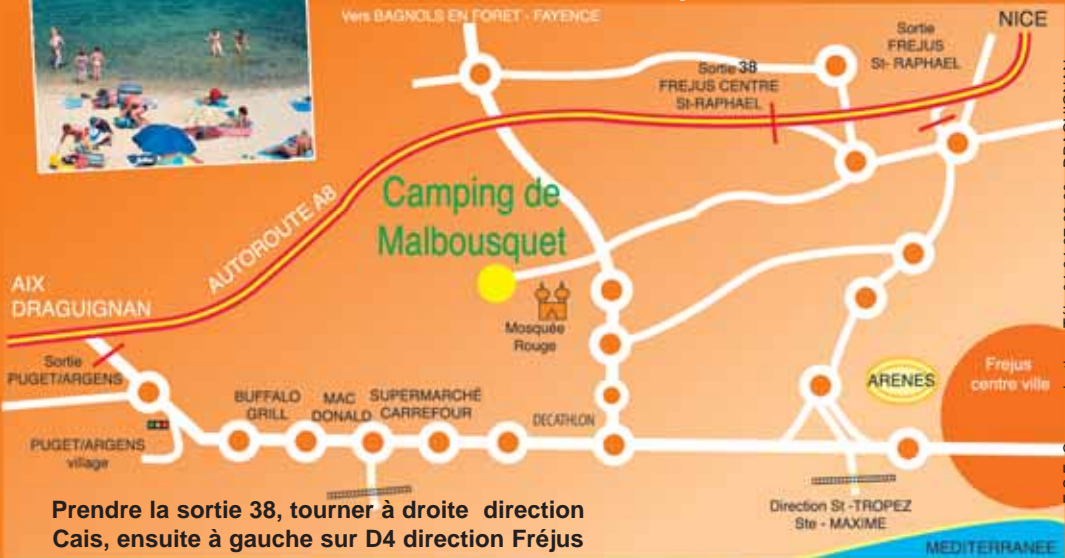 Vers BAGNOLS EN FORET - FAYENCE
Sortie
FREJUS
St- RAPHAEL
NICE
Sortie 38
FREJUS CENTRE
St-RAPHAEL
AUTOROUTE A8
Camping de
Malbousquet
AIX
DRAGUIGNAN
Mosquée
Rouge
Sortie
PUGET/ARGENS
BUFFALO
GRILL
MAC
DONALD
SUPERMARCHÉ
CARREFOUR
DECATHLON
ARENES
Frejus
centre ville
PUGET/ARGENS
village
Direction St -TROPEZ
Ste - MAXIME
Prendre la sortie 38, tourner à droite direction
Cais, ensuite à gauche sur D4 direction Fréjus
MEDITERRANEE